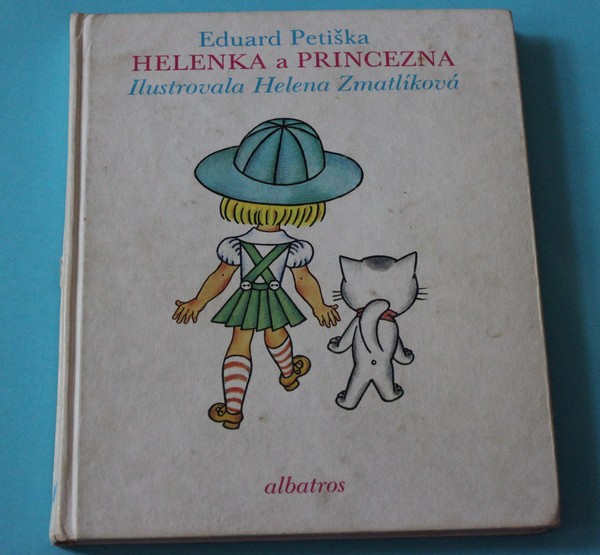 Eduard Petiška
HELENKA a PRINCEZNA
Ilustrovala Helena Zmatlíková
albatros